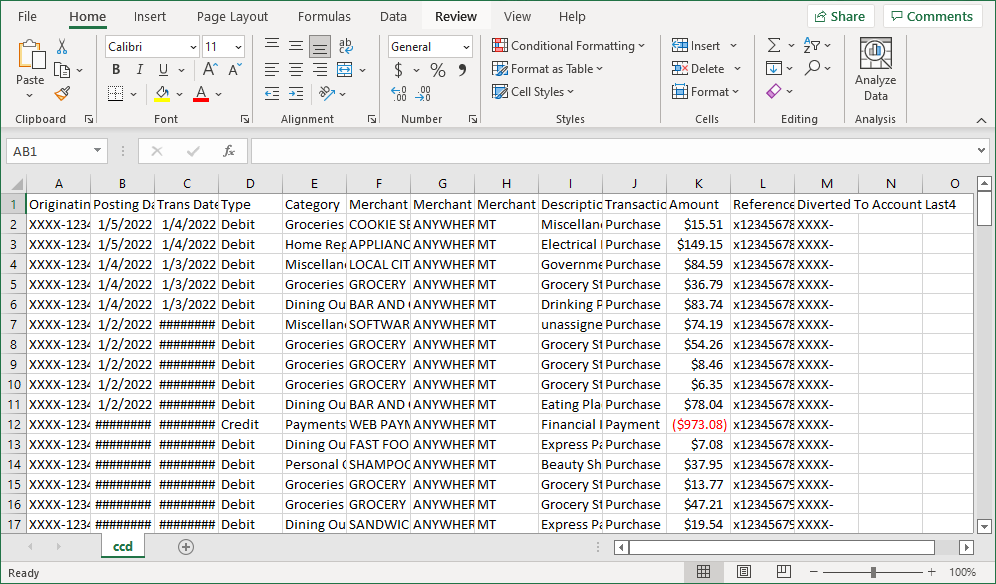 File Home Insert Page Layout Formulas Data Review View Help Share Comments
Calibri 11 General Conditional Formatting Insert
Paste B I U $ % Format as Table Delete Analyze Data
A Cell Styles Format
Clipboard Font Alignment Number Styles Cells Editing Analysis
AB1 fx
A B C D E F G H I J K L M N O
1 Originatin Posting Da Trans Date Type Category Merchant Merchant Merchant Descriptic Transactic Amount Reference Diverted To Account Last4
2 XXXX-1234 1/5/2022 1/4/2022 Debit Groceries COOKIE SE ANYWHER MT Miscellane Purchase $15.51 x12345678 XXXX-
3 XXXX-1234 1/5/2022 1/4/2022 Debit Home Rep APPLIANC ANYWHER MT Electrical Purchase $149.15 x12345678 XXXX-
4 XXXX-1234 1/4/2022 1/3/2022 Debit Miscellane LOCAL CIT ANYWHER MT Governme Purchase $84.59 x12345678 XXXX-
5 XXXX-1234 1/4/2022 1/3/2022 Debit Groceries GROCERY ANYWHER MT Grocery St Purchase $36.79 x12345678 XXXX-
6 XXXX-1234 1/4/2022 1/3/2022 Debit Dining Ou BAR AND ANYWHER MT Drinking P Purchase $83.74 x12345678 XXXX-
7 XXXX-1234 1/2/2022 ######## Debit Miscellane SOFTWAR ANYWHER MT unassigne Purchase $74.19 x12345678 XXXX-
8 XXXX-1234 1/2/2022 ######## Debit Groceries GROCERY ANYWHER MT Grocery St Purchase $54.26 x12345678 XXXX-
9 XXXX-1234 1/2/2022 ######## Debit Groceries GROCERY ANYWHER MT Grocery St Purchase $8.46 x12345678 XXXX-
10 XXXX-1234 1/2/2022 ######## Debit Groceries GROCERY ANYWHER MT Grocery St Purchase $6.35 x12345678 XXXX-
11 XXXX-1234 1/2/2022 ######## Debit Dining Ou BAR AND ANYWHER MT Eating Pla Purchase $78.04 x12345678 XXXX-
12 XXXX-1234 ######## ######## Credit Payments WEB PAYN ANYWHER MT Financial Payment ($973.08) x12345678 XXXX-
13 XXXX-1234 ######## ######## Debit Dining Ou FAST FOO ANYWHER MT Express Pa Purchase $7.08 x12345678 XXXX-
14 XXXX-1234 ######## ######## Debit Personal SHAMPOO ANYWHER MT Beauty Sh Purchase $37.95 x12345678 XXXX-
15 XXXX-1234 ######## ######## Debit Groceries GROCERY ANYWHER MT Grocery St Purchase $13.77 x12345679 XXXX-
16 XXXX-1234 ######## ######## Debit Groceries GROCERY ANYWHER MT Grocery St Purchase $47.21 x12345679 XXXX-
17 XXXX-1234 ######## ######## Debit Dining Ou SANDWIC ANYWHER MT Express Pa Purchase $19.54 x12345679 XXXX-
ccd
Ready 100%